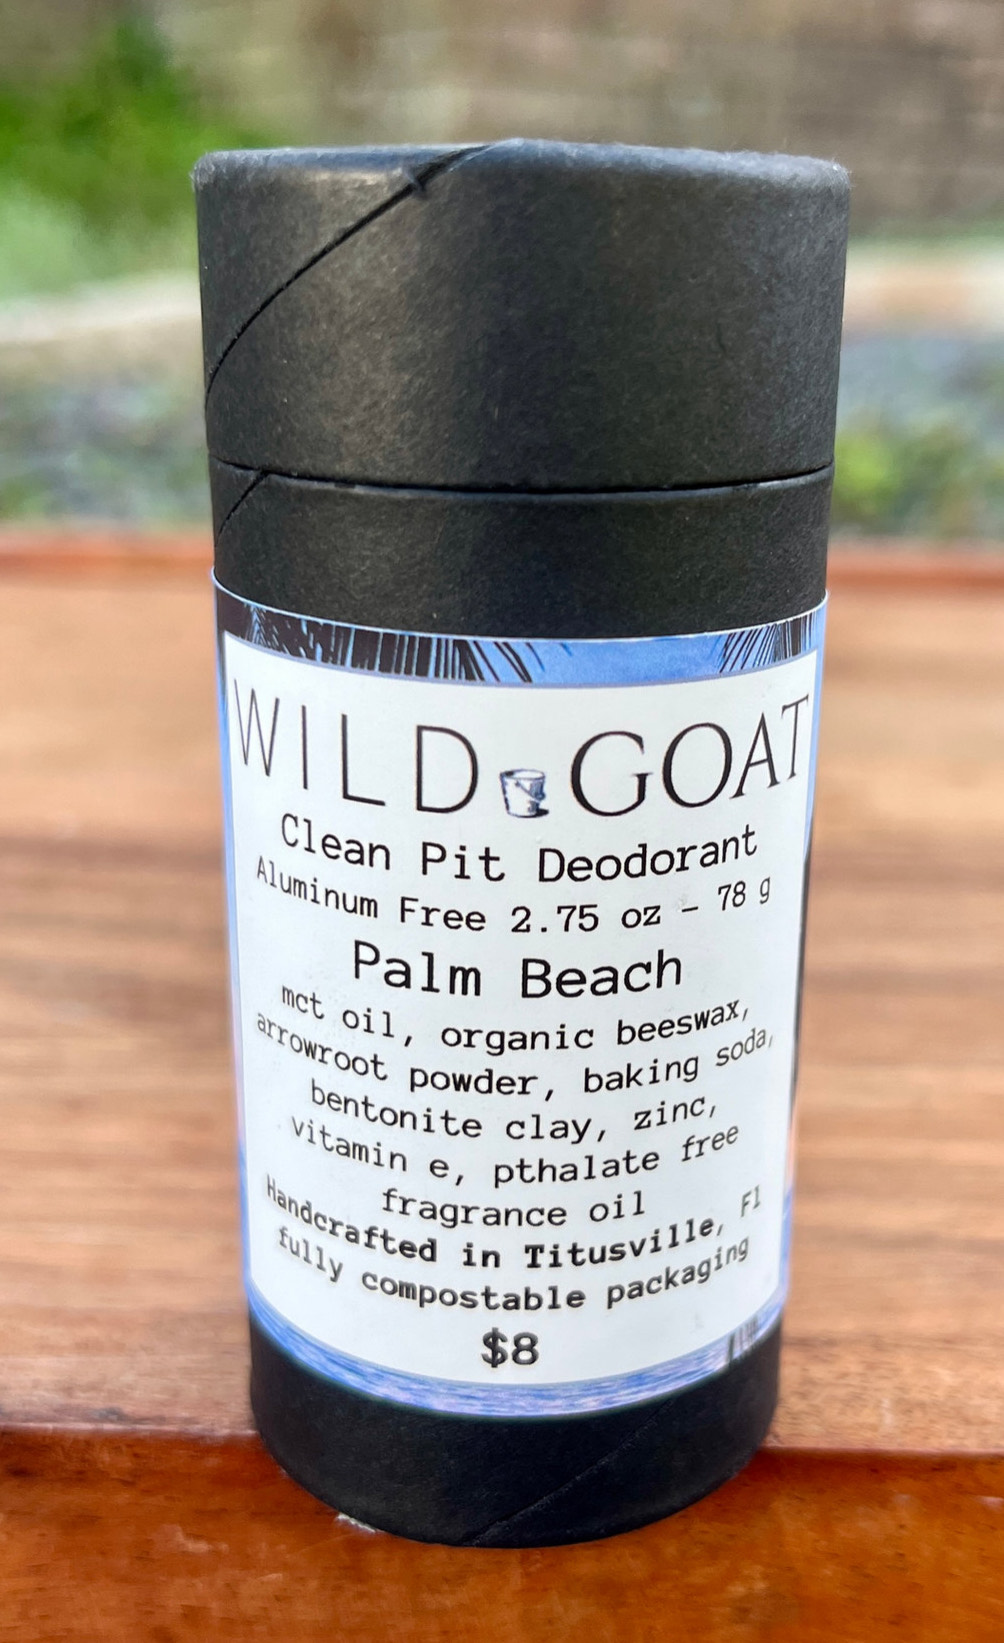 WILD GOAT
Clean Pit Deodorant
Aluminum Free 2.75 oz – 78 g
Palm Beach
mct oil, organic beeswax,
arrowroot powder, baking soda,
bentonite clay, zinc,
vitamin e, pthalate free
fragrance oil
Handcrafted in Titusville, Fl
fully compostable packaging
$8